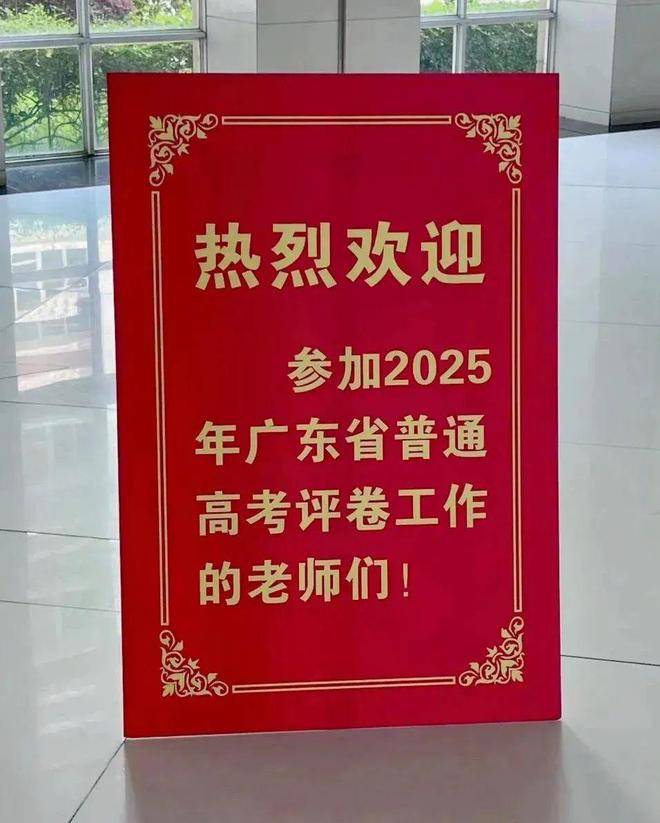 热烈欢迎
参加2025
年广东省普通
高考评卷工作
的老师们!